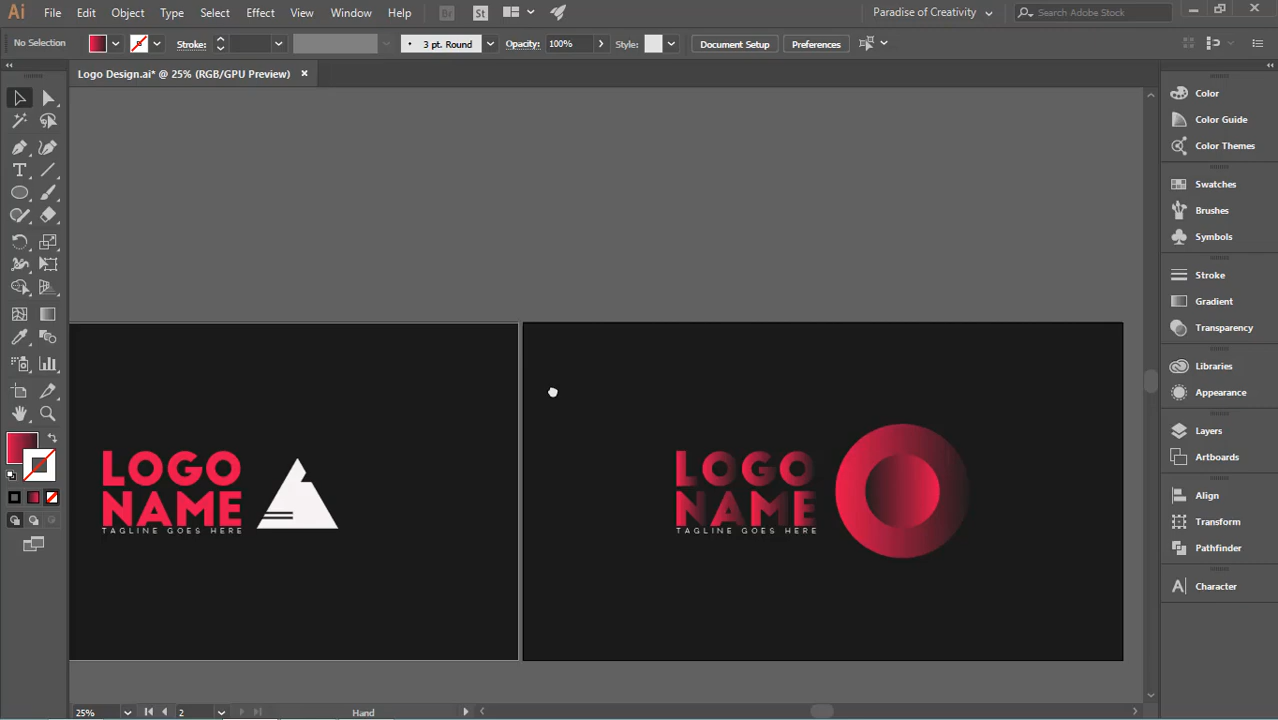 Ai File Edit Object Type Select Effect View Window Help Br St Paradise of Creativity Search Adobe Stock
No Selection Stroke: 3 pt. Round Opacity: 100% Style: Document Setup Preferences
Logo Design.ai* @ 25% (RGB/GPU Preview)
Color
Color Guide
Color Themes
Swatches
Brushes
Symbols
Stroke
Gradient
Transparency
Libraries
Appearance
Layers
Artboards
Align
Transform
Pathfinder
Character
LOGO
NAME
TAGLINE GOES HERE
LOGO
NAME
TAGLINE GOES HERE
25% 2 Hand